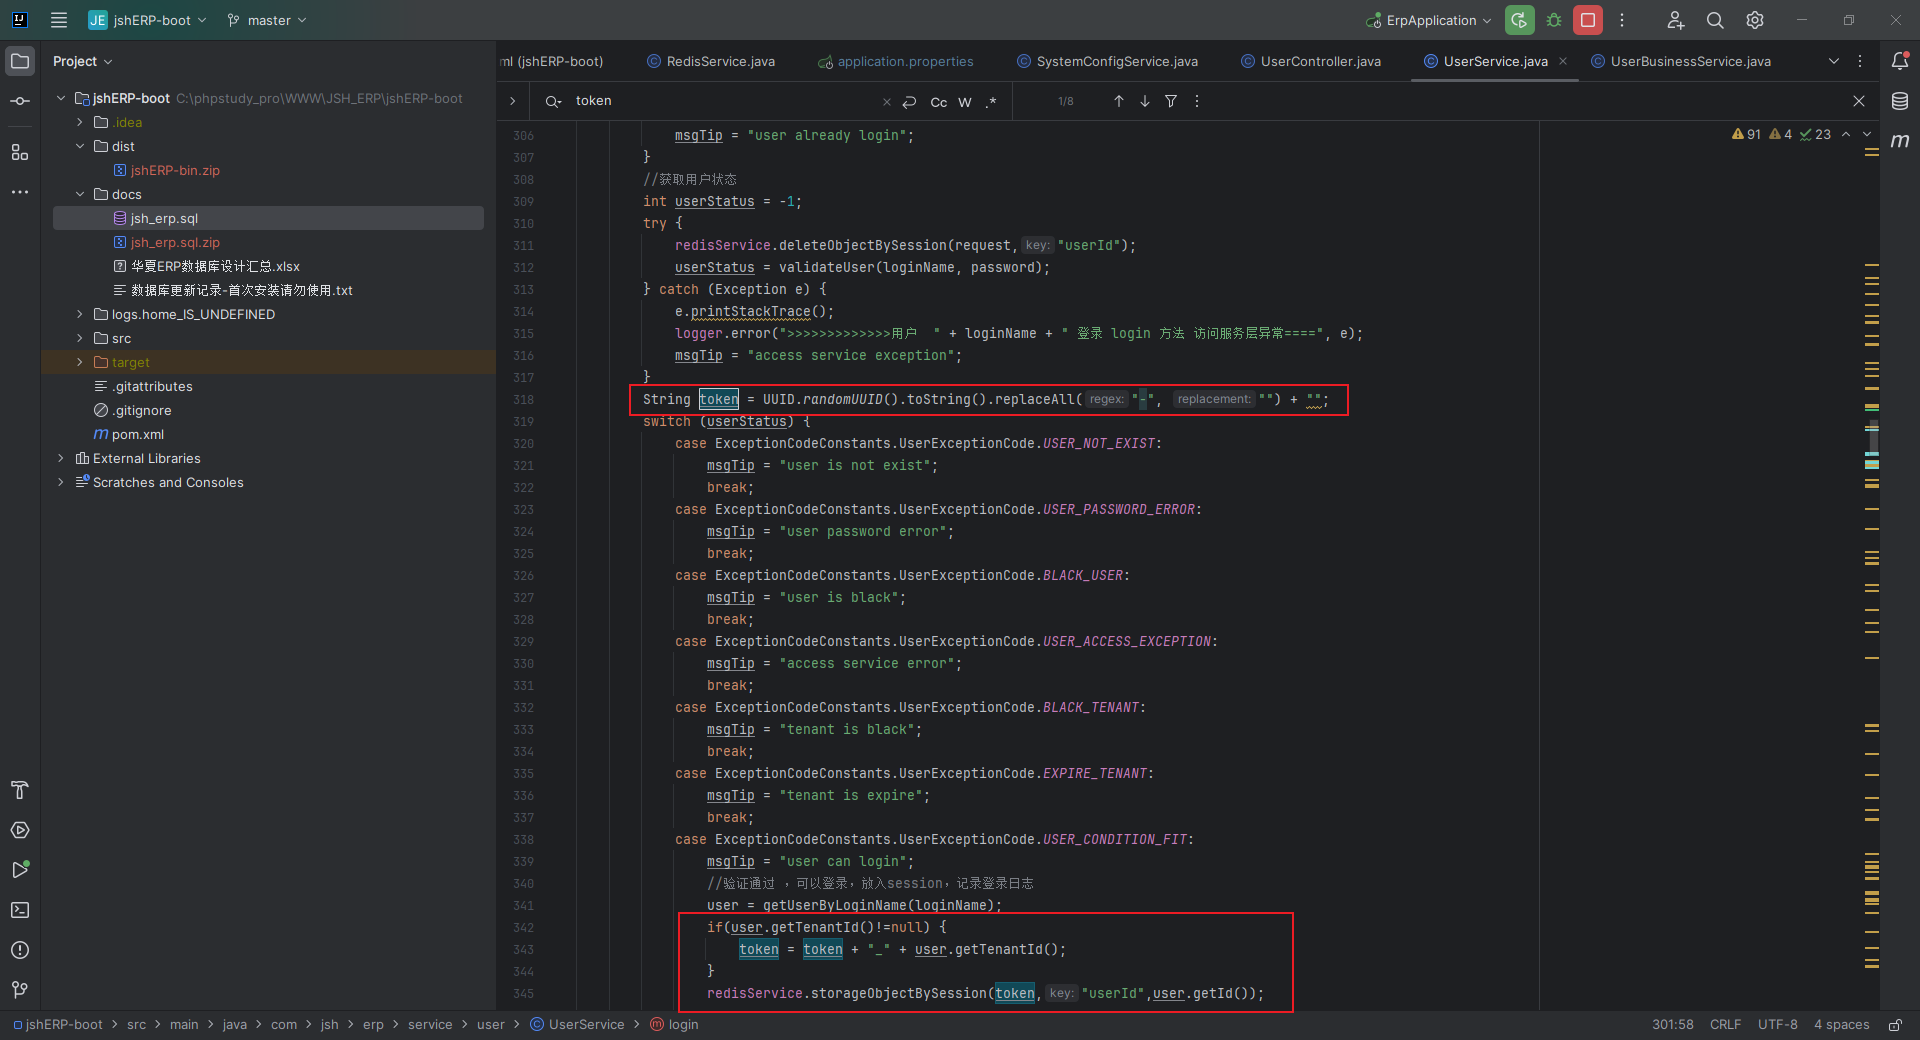 JE jshERP-boot master ErpApplication
Project
jshERP-boot C:\phpstudy_pro\WWW\JSH_ERP\jshERP-boot
.idea
dist
jshERP-bin.zip
docs
jsh_erp.sql
jsh_erp.sql.zip
华夏ERP数据库设计汇总.xlsx
数据库更新记录-首次安装请勿使用.txt
logs.home_IS_UNDEFINED
src
target
.gitattributes
.gitignore
pom.xml
External Libraries
Scratches and Consoles
ml (jshERP-boot) RedisService.java application.properties SystemConfigService.java UserController.java UserService.java UserBusinessService.java
token Cc W .* 1/8
91 4 23
306 msgTip = "user already login";
307 }
308 //获取用户状态
309 int userStatus = -1;
310 try {
311 redisService.deleteObjectBySession(request, key: "userId");
312 userStatus = validateUser(loginName, password);
313 } catch (Exception e) {
314 e.printStackTrace();
315 logger.error(">>>>>>>>>>>>>用户  " + loginName + " 登录 login 方法 访问服务层异常====", e);
316 msgTip = "access service exception";
317 }
318 String token = UUID.randomUUID().toString().replaceAll( regex: "-", replacement: "") + "";
319 switch (userStatus) {
320 case ExceptionCodeConstants.UserExceptionCode.USER_NOT_EXIST:
321 msgTip = "user is not exist";
322 break;
323 case ExceptionCodeConstants.UserExceptionCode.USER_PASSWORD_ERROR:
324 msgTip = "user password error";
325 break;
326 case ExceptionCodeConstants.UserExceptionCode.BLACK_USER:
327 msgTip = "user is black";
328 break;
329 case ExceptionCodeConstants.UserExceptionCode.USER_ACCESS_EXCEPTION:
330 msgTip = "access service error";
331 break;
332 case ExceptionCodeConstants.UserExceptionCode.BLACK_TENANT:
333 msgTip = "tenant is black";
334 break;
335 case ExceptionCodeConstants.UserExceptionCode.EXPIRE_TENANT:
336 msgTip = "tenant is expire";
337 break;
338 case ExceptionCodeConstants.UserExceptionCode.USER_CONDITION_FIT:
339 msgTip = "user can login";
340 //验证通过 ，可以登录，放入session，记录登录日志
341 user = getUserByLoginName(loginName);
342 if(user.getTenantId()!=null) {
343 token = token + "_" + user.getTenantId();
344 }
345 redisService.storageObjectBySession(token, key: "userId",user.getId());
jshERP-boot > src > main > java > com > jsh > erp > service > user > UserService > login 301:58 CRLF UTF-8 4 spaces